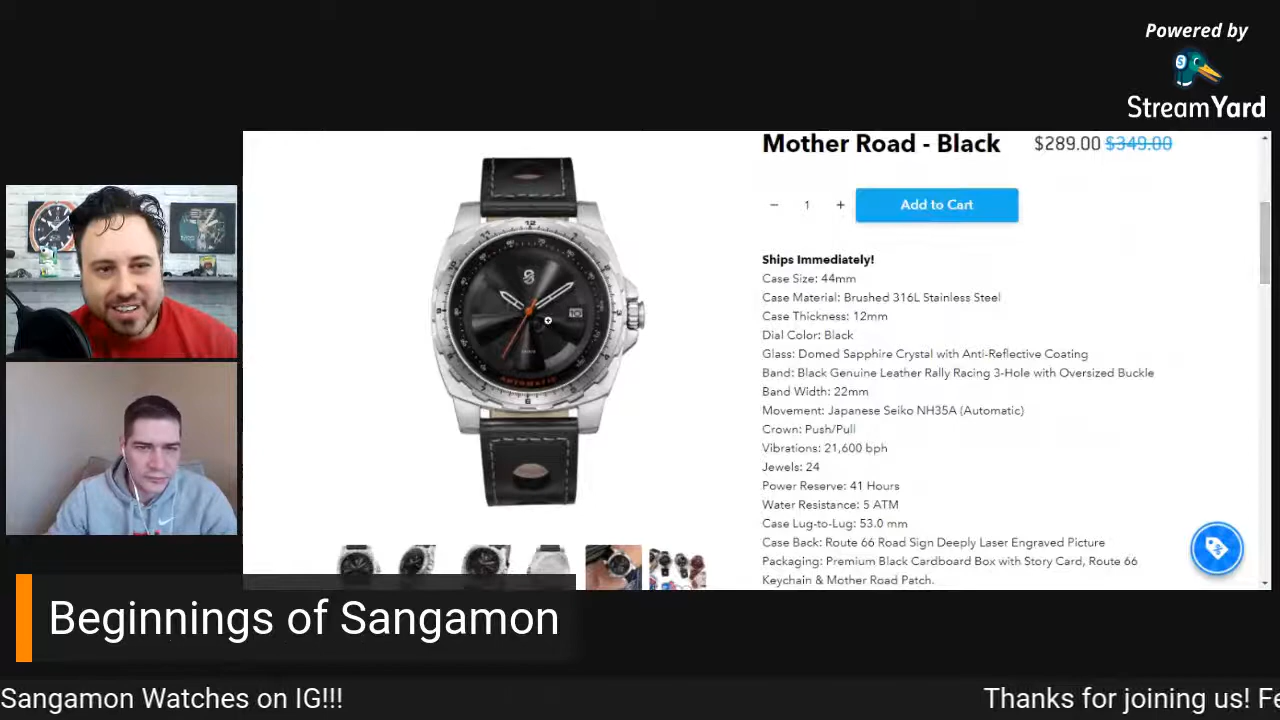 Powered by
StreamYard
Mother Road - Black
$289.00 $349.00
− 1 +
Add to Cart
Ships Immediately!
Case Size: 44mm
Case Material: Brushed 316L Stainless Steel
Case Thickness: 12mm
Dial Color: Black
Glass: Domed Sapphire Crystal with Anti-Reflective Coating
Band: Black Genuine Leather Rally Racing 3-Hole with Oversized Buckle
Band Width: 22mm
Movement: Japanese Seiko NH35A (Automatic)
Crown: Push/Pull
Vibrations: 21,600 bph
Jewels: 24
Power Reserve: 41 Hours
Water Resistance: 5 ATM
Case Lug-to-Lug: 53.0 mm
Case Back: Route 66 Road Sign Deeply Laser Engraved Picture
Packaging: Premium Black Cardboard Box with Story Card, Route 66
Keychain & Mother Road Patch.
12
10
AUTOMATIC
6
Beginnings of Sangamon
Sangamon Watches on IG!!!
Thanks for joining us! Fe